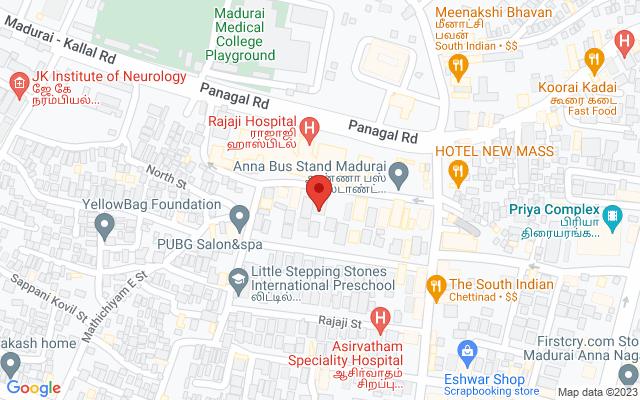 Madurai
Medical
College
Playground
Meenakshi Bhavan
மீனாட்சி
பவன்
South Indian · $$
Madurai - Kallal Rd
Koorai Kadai
கூரை கடை
Fast Food
JK Institute of Neurology
ஜே கே
நரம்பியல்...
Panagal Rd
Rajaji Hospital
ராஜாஜி
ஹாஸ்பிடல்
Panagal Rd
HOTEL NEW MASS
Anna Bus Stand Madurai
பஸ்
North St
YellowBag Foundation
Priya Complex
பிரியா
திரையரங்க...
PUBG Salon&spa
Little Stepping Stones
International Preschool
லிட்டில்...
The South Indian
Chettinad · $$
Sappani Kovil St
Mathichiyam E St
Rajaji St
Asirvatham
Speciality Hospital
ஆசீர்வாதம்
சிறப்பு...
akash home
Firstcry.com Sto
Madurai Anna Nag
Eshwar Shop
Scrapbooking store
Google
Map data ©2023